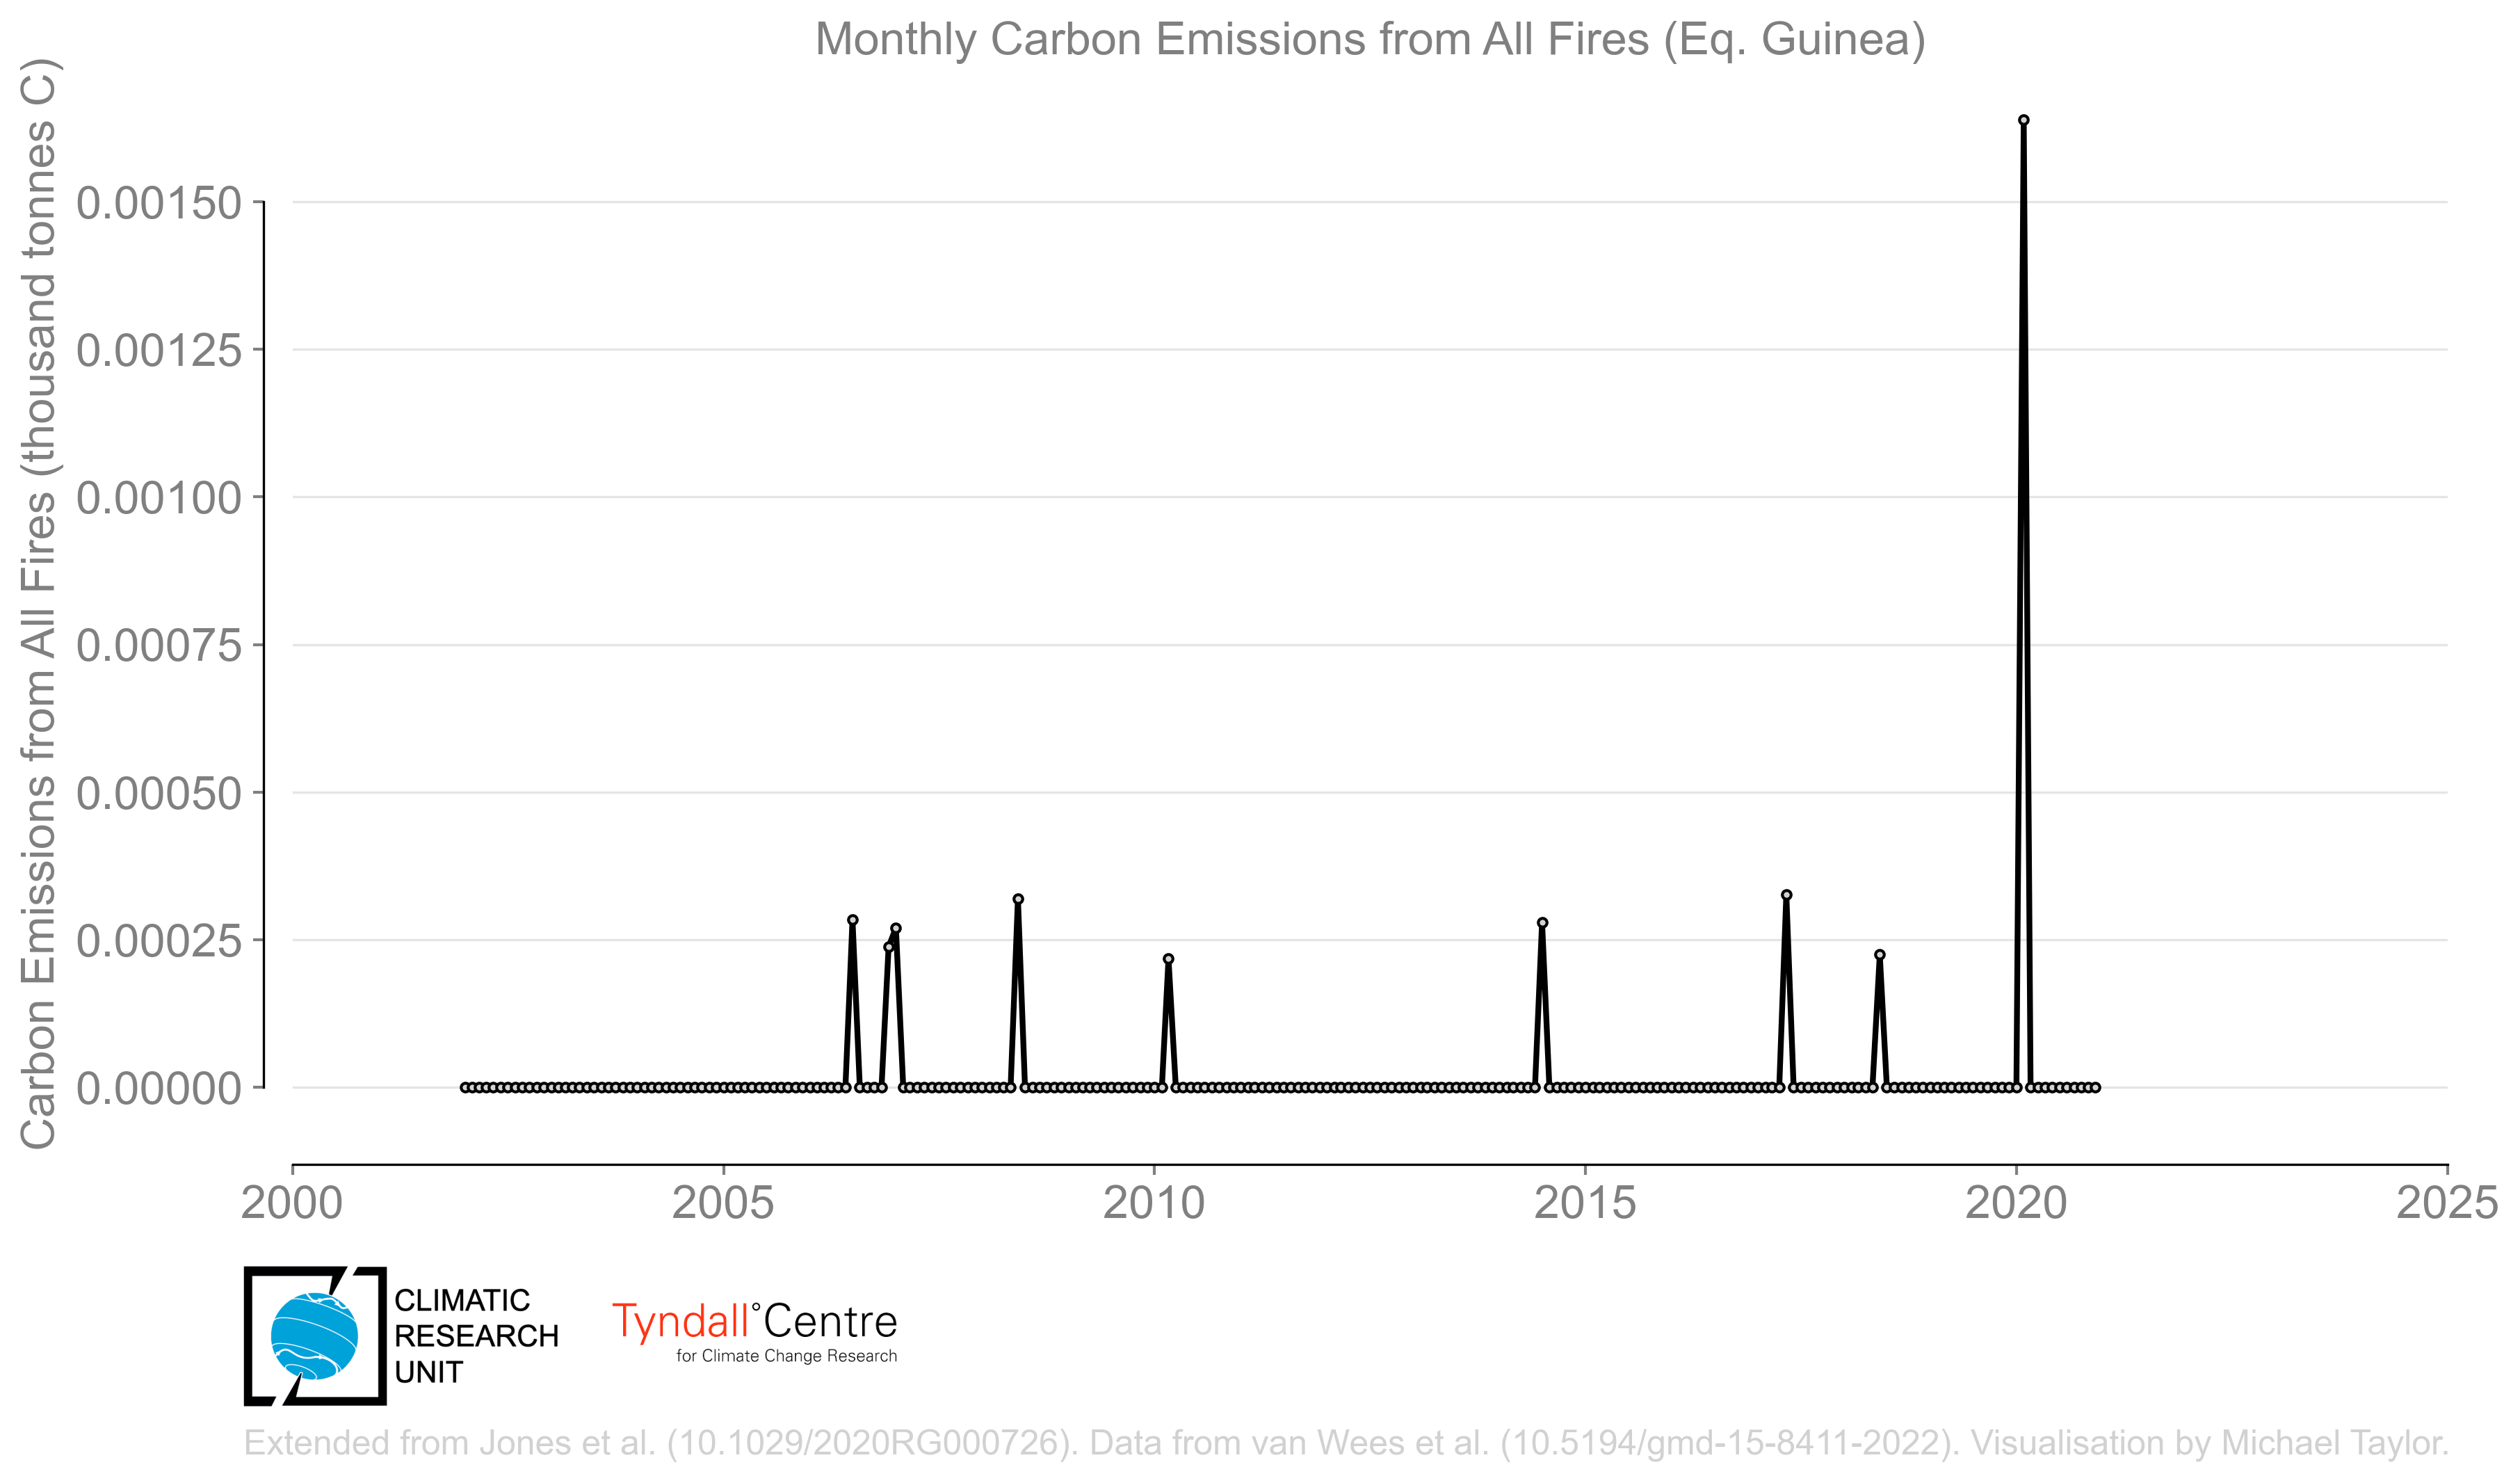 Monthly Carbon Emissions from All Fires (Eq. Guinea)
Carbon Emissions from All Fires (thousand tonnes C)
0.00150
0.00125
0.00100
0.00075
0.00050
0.00025
0.00000
2000
2005
2010
2015
2020
2025
CLIMATIC
RESEARCH
UNIT
Tyndall°Centre
for Climate Change Research
Extended from Jones et al. (10.1029/2020RG000726). Data from van Wees et al. (10.5194/gmd-15-8411-2022). Visualisation by Michael Taylor.